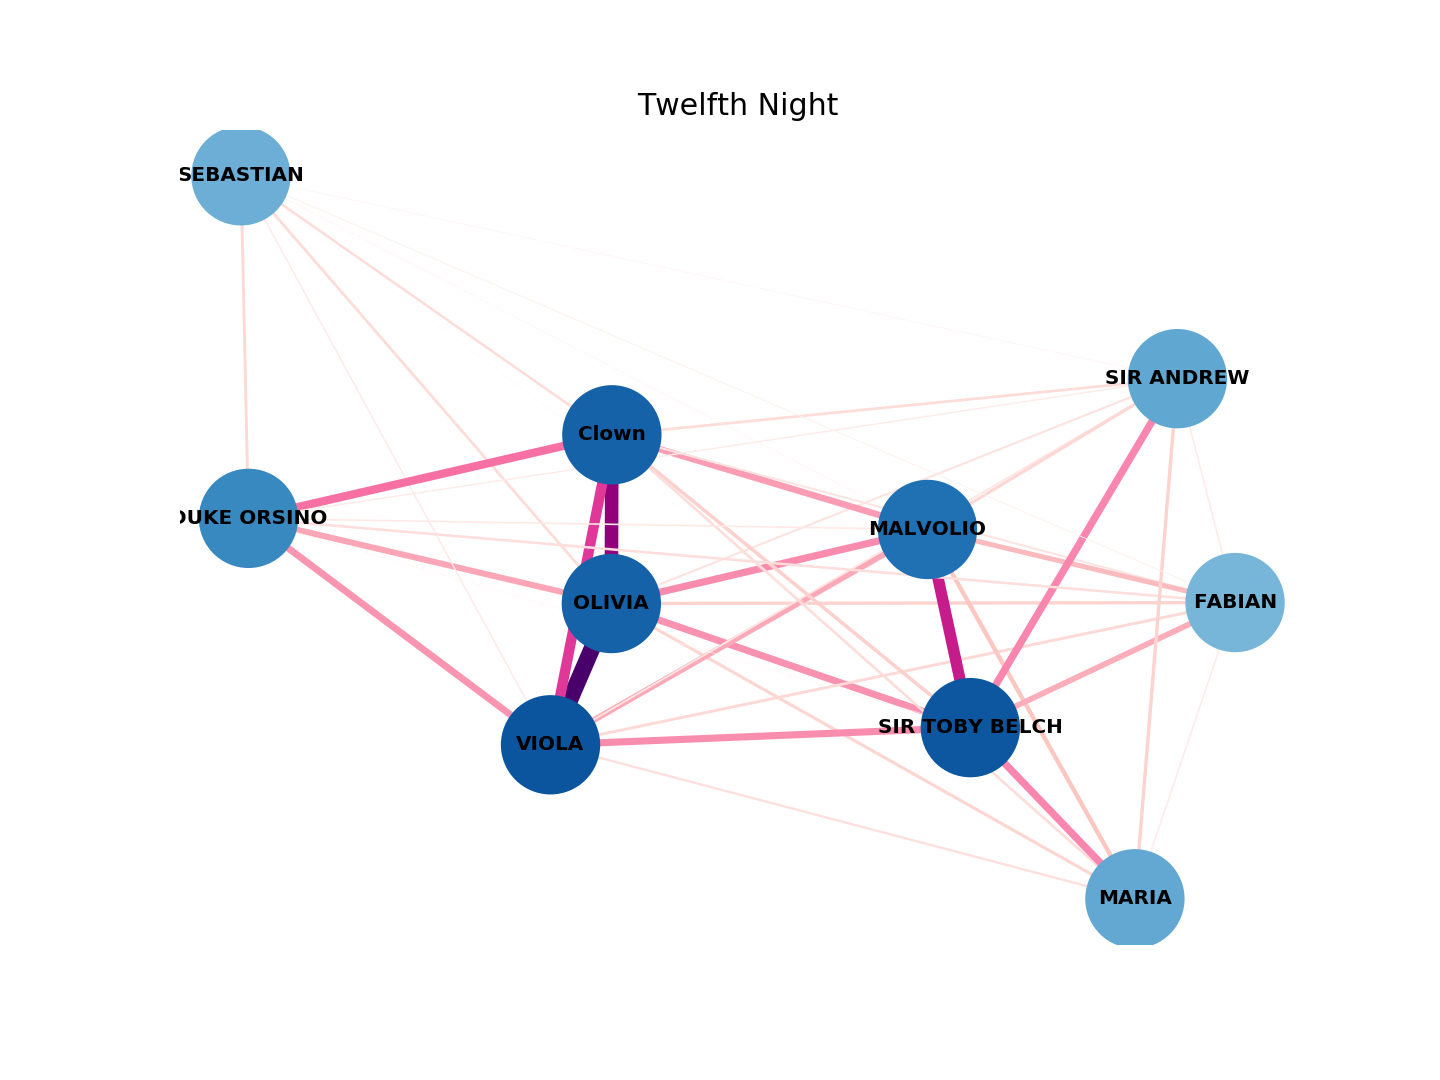 Twelfth Night
SEBASTIAN
SIR ANDREW
Clown
DUKE ORSINO
MALVOLIO
OLIVIA
FABIAN
VIOLA
SIR TOBY BELCH
MARIA